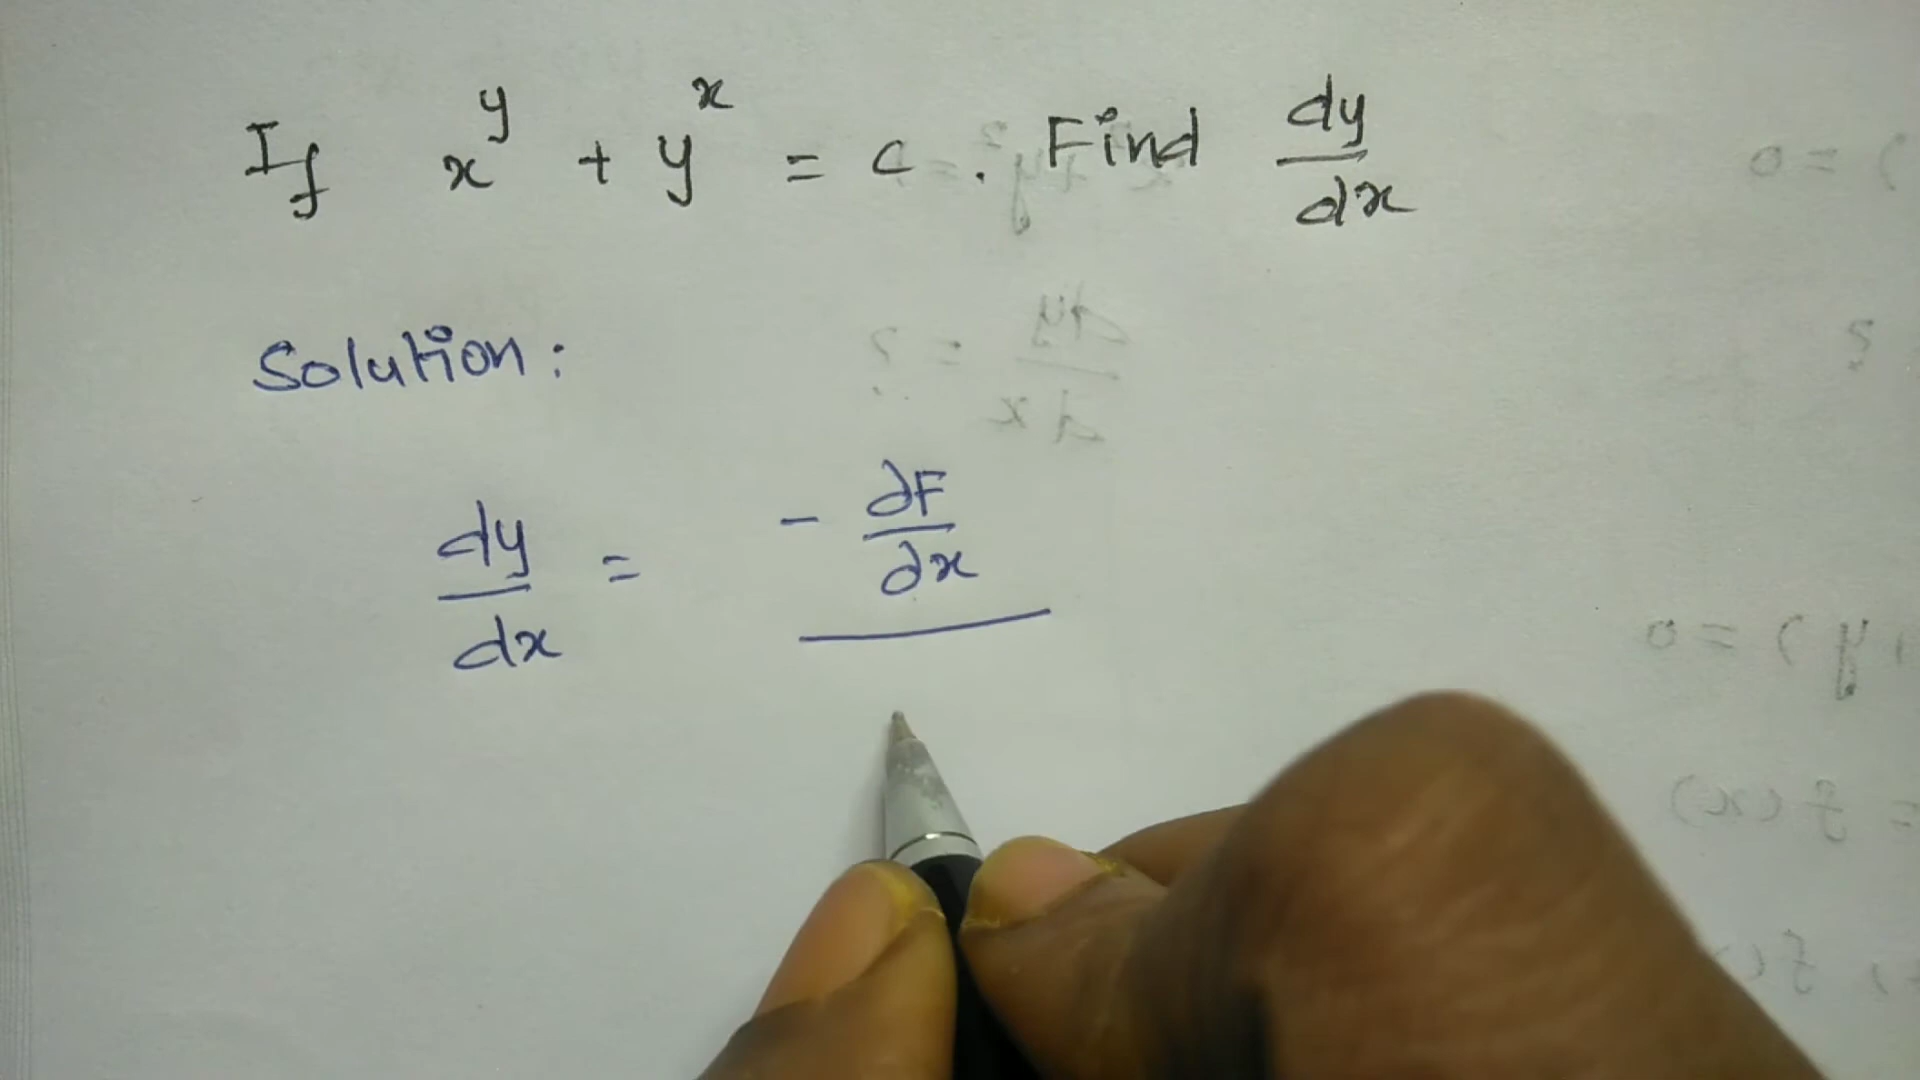 If x^y + y^x = c. Find dy/dx
Solution:
dy/dx = - ∂F/∂x